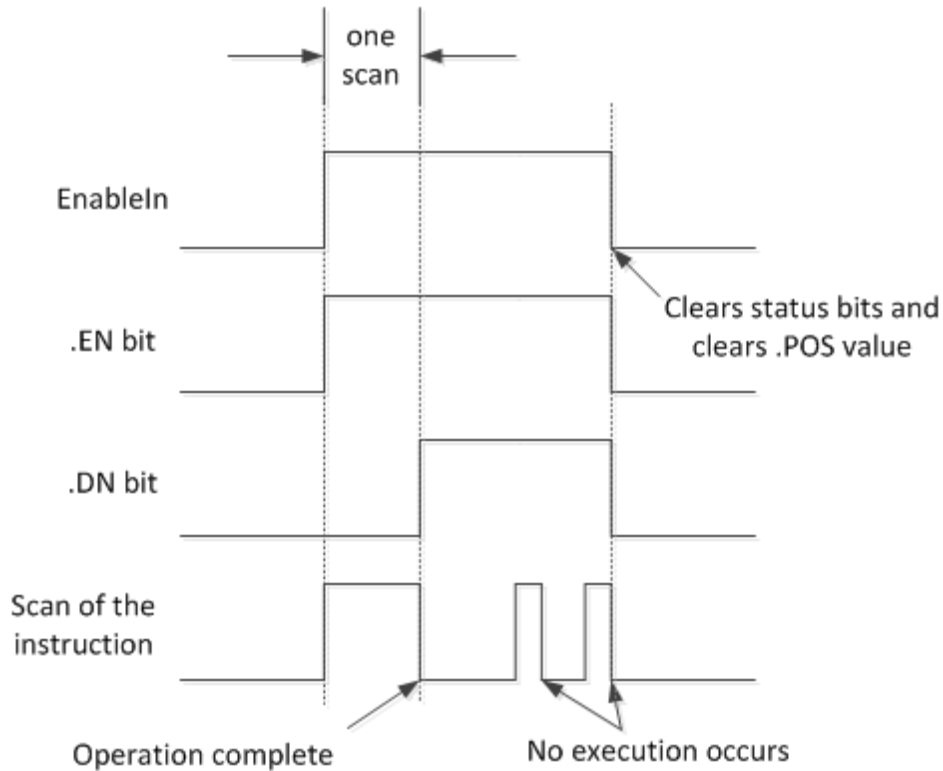 one
scan
EnableIn
Clears status bits and
clears .POS value
.EN bit
.DN bit
Scan of the
instruction
Operation complete
No execution occurs